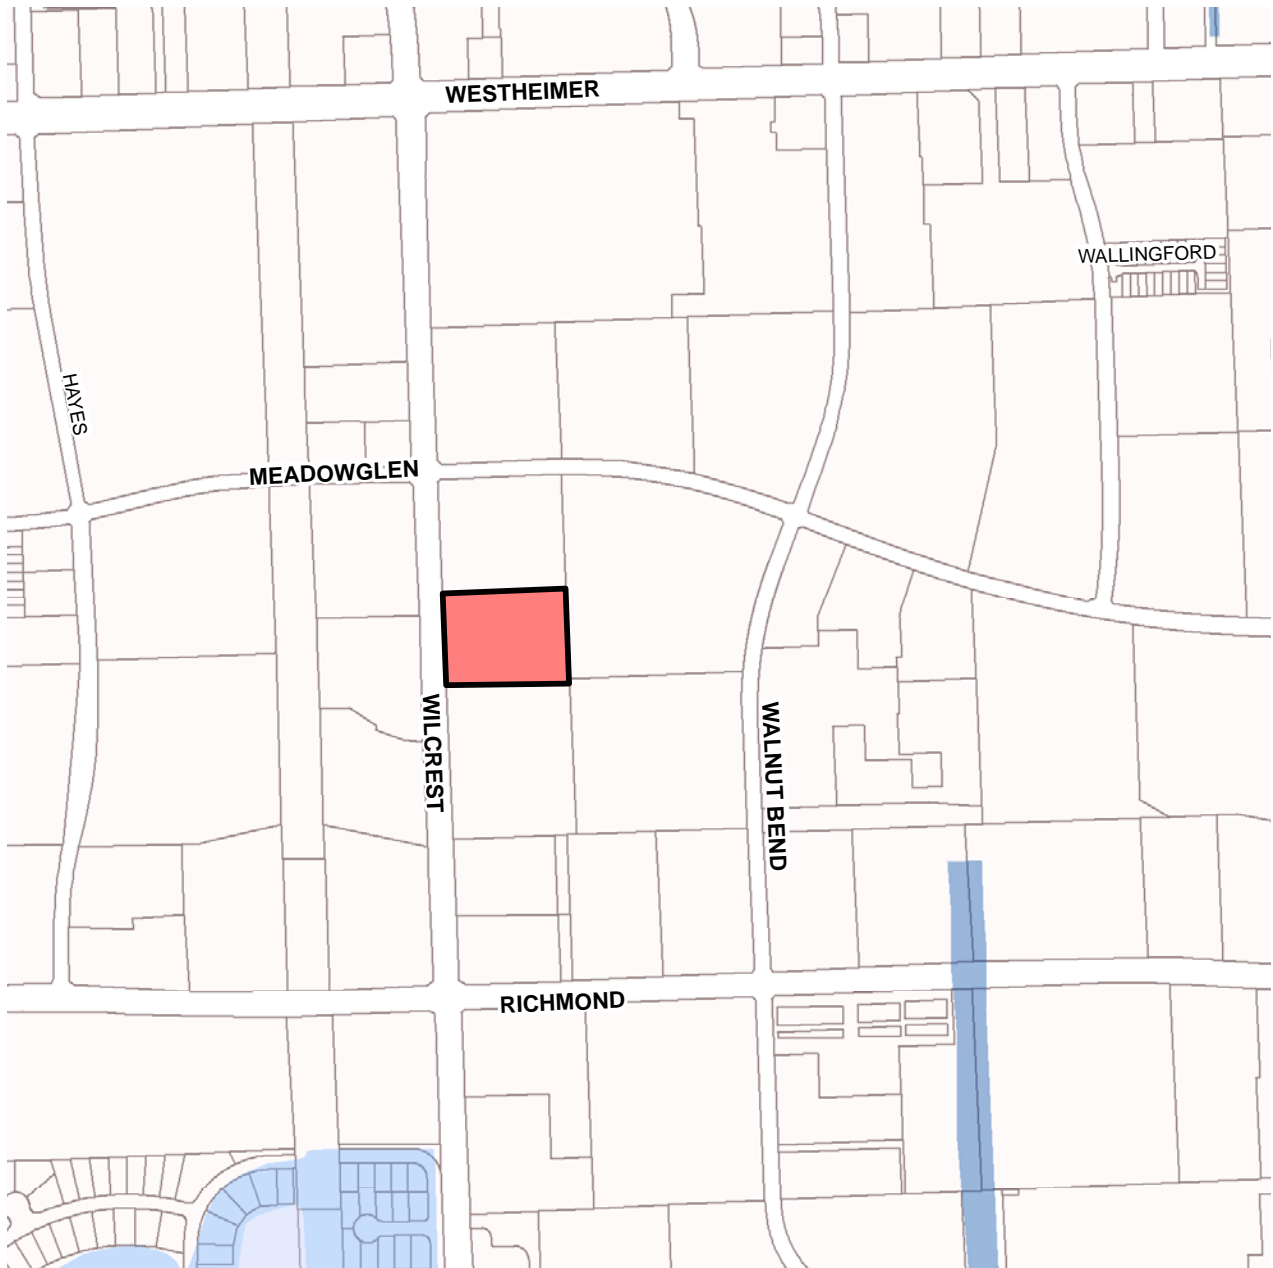 WESTHEIMER
WALLINGFORD
HAYES
MEADOWGLEN
WILCREST
WALNUT BEND
RICHMOND